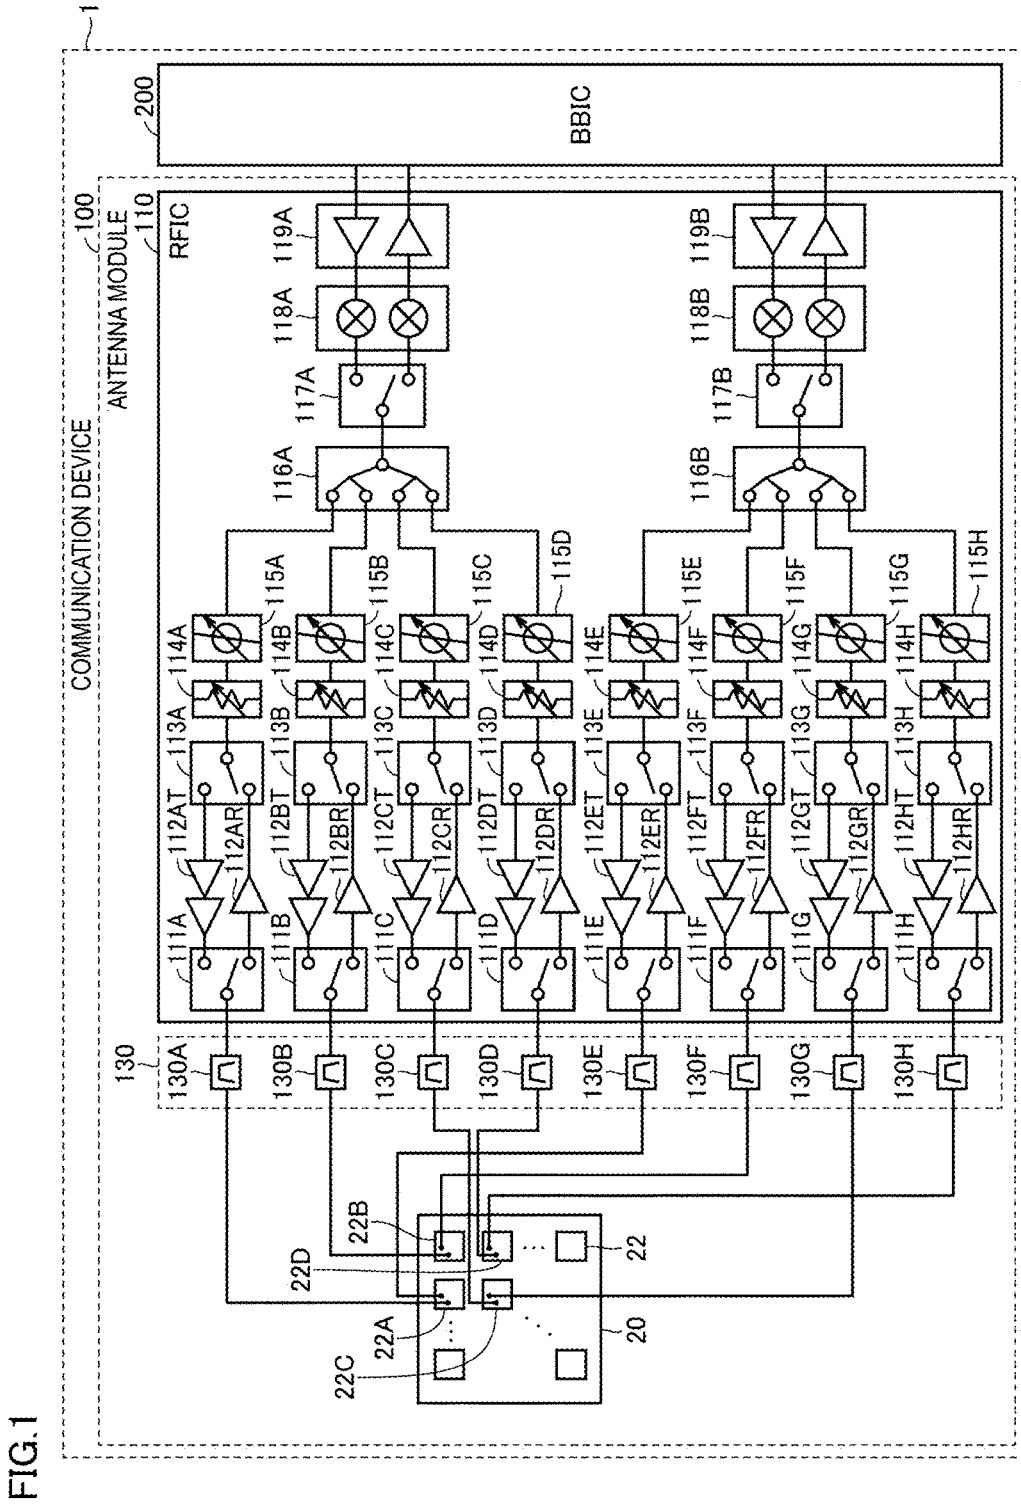 FIG.1
1
COMMUNICATION DEVICE
100
ANTENNA MODULE
200
BBIC
110
RFIC
130
130A
111A
112AT
112AR
113A
114A
115A
130B
111B
112BT
112BR
113B
114B
115B
130C
111C
112CT
112CR
113C
114C
115C
130D
111D
112DT
112DR
113D
114D
115D
130E
111E
112ET
112ER
113E
114E
115E
130F
111F
112FT
112FR
113F
114F
115F
130G
111G
112GT
112GR
113G
114G
115G
130H
111H
112HT
112HR
113H
114H
115H
116A
117A
118A
119A
116B
117B
118B
119B
22A
22B
22C
22D
22
20